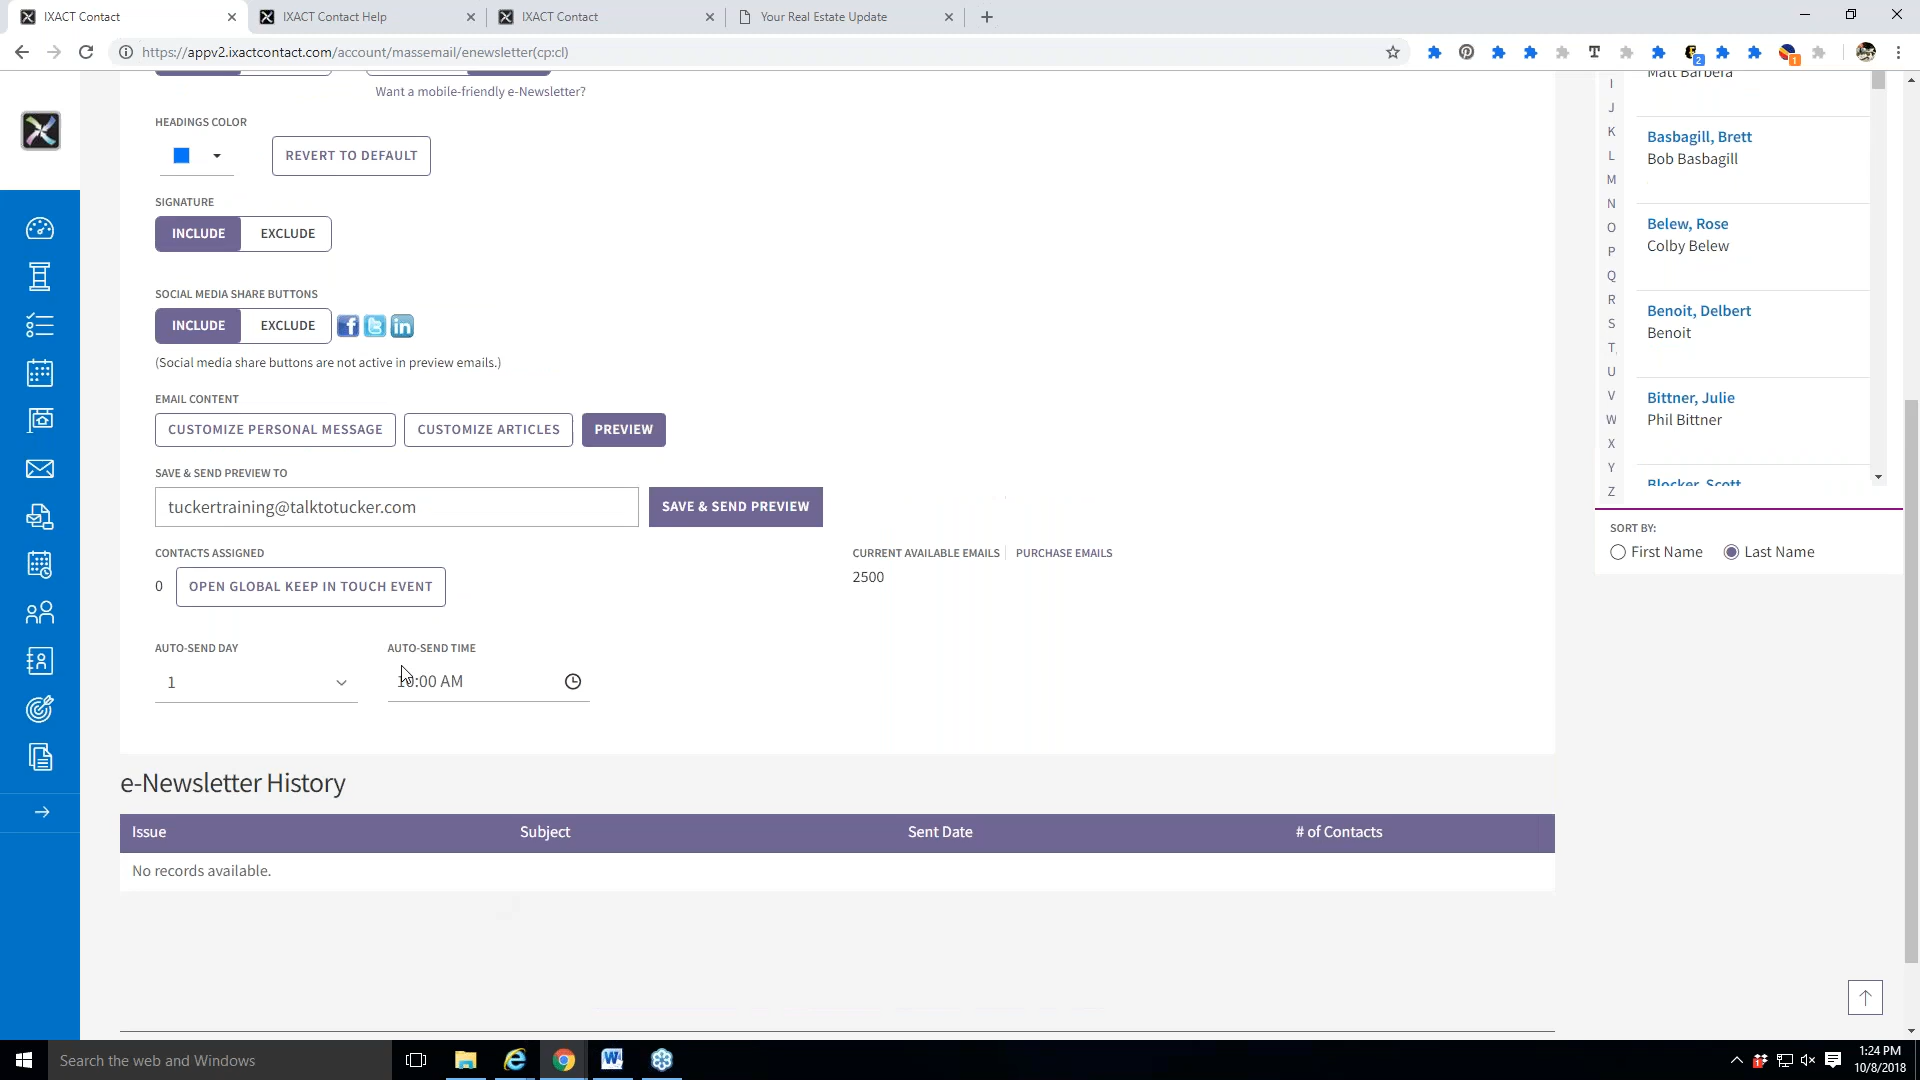 IXACT Contact
IXACT Contact Help
IXACT Contact
Your Real Estate Update
https://appv2.ixactcontact.com/account/massemail/enewsletter(cp:cl)
T
2
1
Want a mobile-friendly e-Newsletter?
HEADINGS COLOR
REVERT TO DEFAULT
SIGNATURE
INCLUDE EXCLUDE
SOCIAL MEDIA SHARE BUTTONS
INCLUDE EXCLUDE
(Social media share buttons are not active in preview emails.)
EMAIL CONTENT
CUSTOMIZE PERSONAL MESSAGE CUSTOMIZE ARTICLES PREVIEW
SAVE & SEND PREVIEW TO
tuckertraining@talktotucker.com SAVE & SEND PREVIEW
CONTACTS ASSIGNED
0 OPEN GLOBAL KEEP IN TOUCH EVENT
CURRENT AVAILABLE EMAILS PURCHASE EMAILS
2500
AUTO-SEND DAY AUTO-SEND TIME
1 10:00 AM
e-Newsletter History
Issue Subject Sent Date # of Contacts
No records available.
I
J
K
L
M
N
O
P
Q
R
S
T
U
V
W
X
Y
Z
Matt Barbera
Basbagill, Brett
Bob Basbagill
Belew, Rose
Colby Belew
Benoit, Delbert
Benoit
Bittner, Julie
Phil Bittner
Blocker, Scott
SORT BY:
First Name Last Name
Search the web and Windows
1:24 PM
10/8/2018